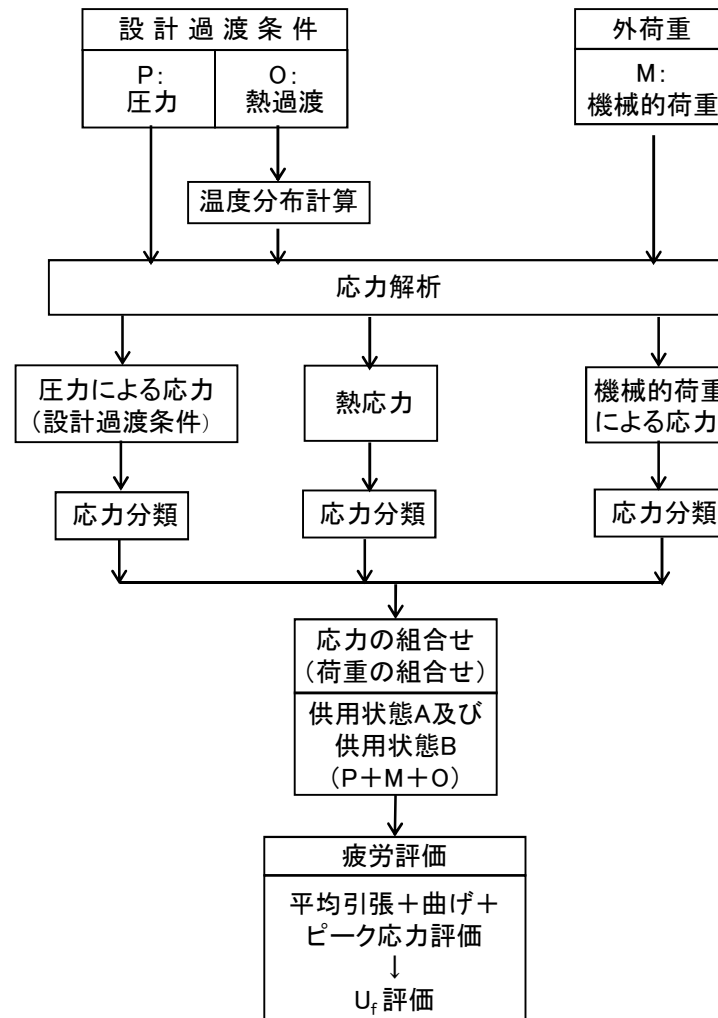 設計過渡条件
P:
圧力
O:
熱過渡
外荷重
M:
機械的荷重
温度分布計算
応力解析
圧力による応力
(設計過渡条件)
熱応力
機械的荷重
による応力
応力分類
応力分類
応力分類
応力の組合せ
(荷重の組合せ)
供用状態A及び
供用状態B
(P+M+O)
疲労評価
平均引張+曲げ+
ピーク応力評価
↓
Uf評価